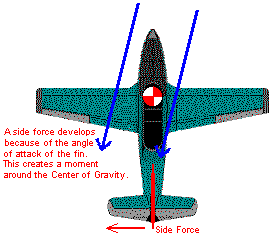 A side force develops
because of the angle
of attack of the fin.
This creates a moment
around the Center of Gravity.
Side Force